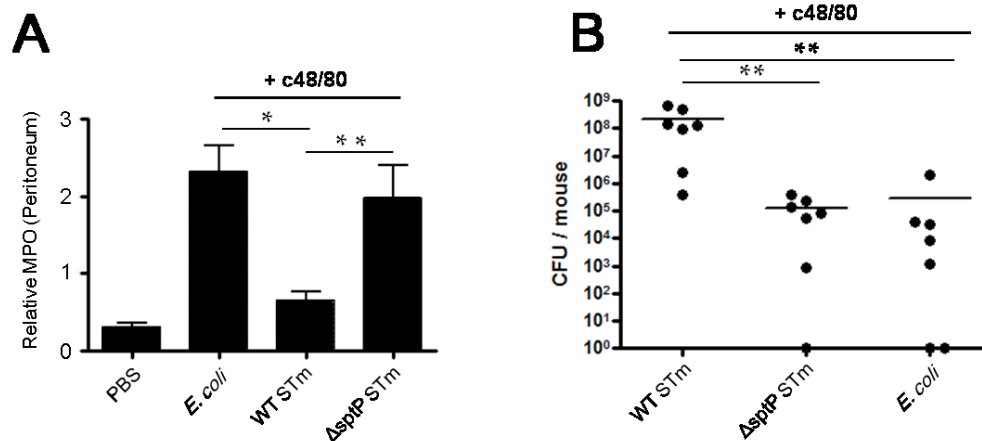 A
+ c48/80
*
* *
Relative MPO (Peritoneum)
3
2
1
0
PBS
E. coli
WT STm
ΔsptP STm
B
+ c48/80
**
**
CFU / mouse
10⁹
10⁸
10⁷
10⁶
10⁵
10⁴
10³
10²
10¹
10⁰
WT STm
ΔsptP STm
E. coli